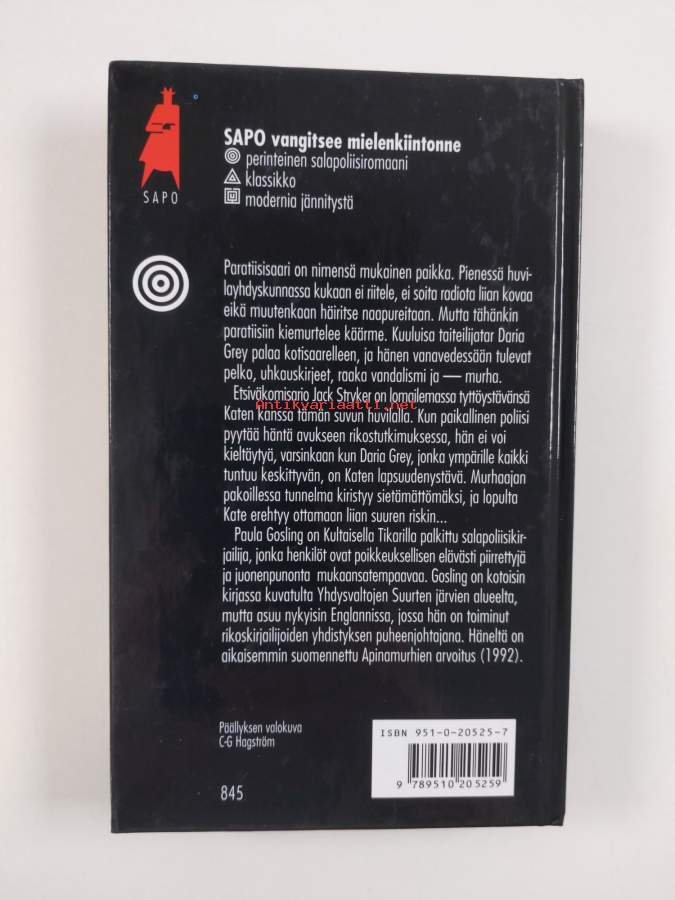 SAPO vangitsee mielenkiintonne
perinteinen salapoliisiromaani
klassikko
modernia jännitystä
SAPO
Paratiisisaari on nimensä mukainen paikka. Pienessä huvi-
layhdyskunnassa kukaan ei riitele, ei soita radiota liian kovaa
eikä muutenkaan häiritse naapureitaan. Mutta tähänkin
paratiisiin kiemurtelee käärme. Kuuluisa taiteilijatar Daria
Grey palaa kotisaarelleen, ja hänen vanavedessään tulevat
pelko, uhkauskirjeet, raaka vandalismi ja — murha.
Etsiväkomisario Jack Stryker on lomailemassa tyttöystävänsä
Antikvariaatti.net
Katen kanssa tämän suvun huvilalla. Kun paikallinen poliisi
pyytää häntä avukseen rikostutkimuksessa, hän ei voi
kieltäytyä, varsinkaan kun Daria Grey, jonka ympärille kaikki
tuntuu keskittyvän, on Katen lapsuudenystävä. Murhaajan
pakoillessa tunnelma kiristyy sietämättömäksi, ja lopulta
Kate erehtyy ottamaan liian suuren riskin...
Paula Gosling on Kultaisella Tikarilla palkittu salapoliisikir-
jailija, jonka henkilöt ovat poikkeuksellisen elävästi piirrettyjä
ja juonenpunonta mukaansatempaavaa. Gosling on kotoisin
kirjassa kuvatulta Yhdysvaltojen Suurten järvien alueelta,
mutta asuu nykyisin Englannissa, jossa hän on toiminut
rikoskirjailijoiden yhdistyksen puheenjohtajana. Häneltä on
aikaisemmin suomennettu Apinamurhien arvoitus (1992).
Päällyksen valokuva
C-G Hagström
845
ISBN 951-0-20525-7
9 789510 205259